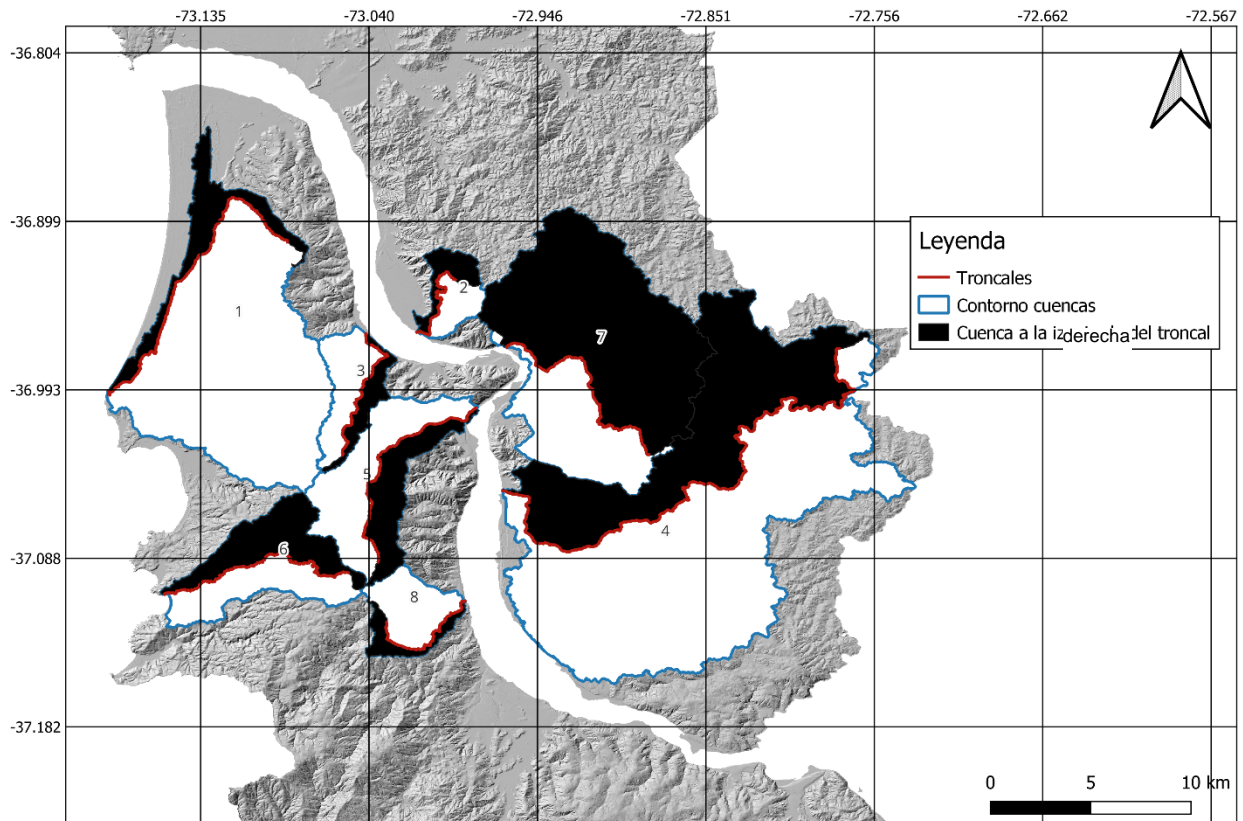 -73.135 -73.040 -72.946 -72.851 -72.756 -72.662 -72.567
-36.804
-36.899
-36.993
-37.088
-37.182
1
2
7
3
5
4
6
8
Leyenda
Troncales
Contorno cuencas
Cuenca a la derecha del troncal
0 5 10 km